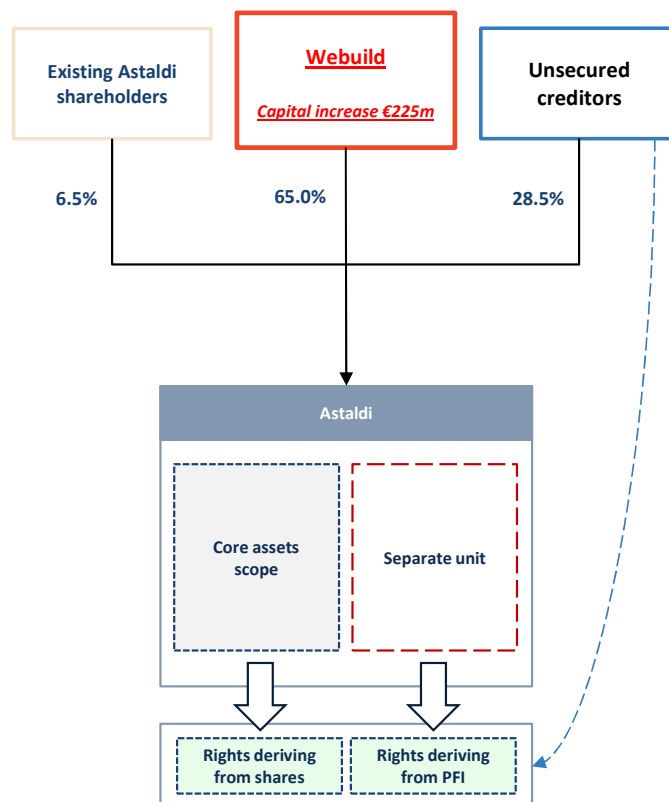 Existing Astaldi
shareholders
Webuild
Capital increase €225m
Unsecured
creditors
6.5%
65.0%
28.5%
Astaldi
Core assets
scope
Separate unit
Rights deriving
from shares
Rights deriving
from PFI